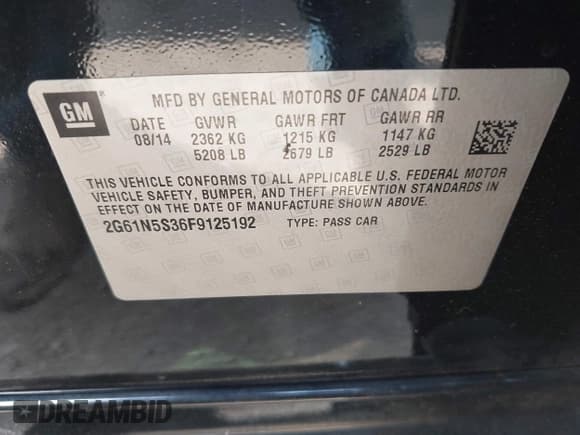 GM
MFD BY GENERAL MOTORS OF CANADA LTD.
DATE GVWR GAWR FRT GAWR RR
08/14 2362 KG 1215 KG 1147 KG
5208 LB 2679 LB 2529 LB
THIS VEHICLE CONFORMS TO ALL APPLICABLE U.S. FEDERAL MOTOR
VEHICLE SAFETY, BUMPER, AND THEFT PREVENTION STANDARDS IN
EFFECT ON THE DATE OF MANUFACTURE SHOWN ABOVE.
2G61N5S36F9125192 TYPE: PASS CAR
DREAMBID